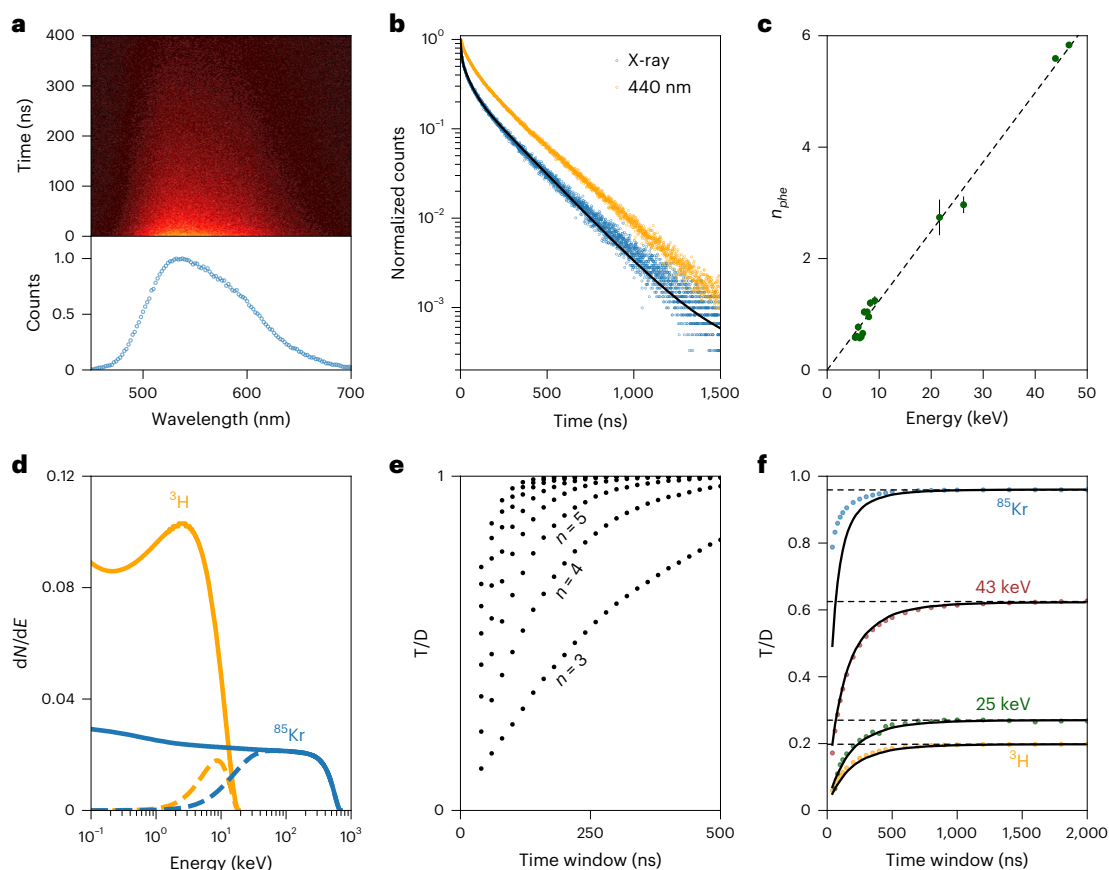 a
400
300
200
100
0
Time (ns)
1.0
0.5
0
Counts
500
600
700
Wavelength (nm)
b
10⁰
10⁻¹
10⁻²
10⁻³
Normalized counts
X-ray
440 nm
0
500
1,000
1,500
Time (ns)
c
6
4
2
0
n_phe
0
10
20
30
40
50
Energy (keV)
d
0.12
0.08
0.04
0
dN/dE
³H
⁸⁵Kr
10⁻¹
10⁰
10¹
10²
10³
Energy (keV)
e
1
0
T/D
n = 5
n = 4
n = 3
0
250
500
Time window (ns)
f
1.0
0.8
0.6
0.4
0.2
0
T/D
⁸⁵Kr
43 keV
25 keV
³H
0
500
1,000
1,500
2,000
Time window (ns)